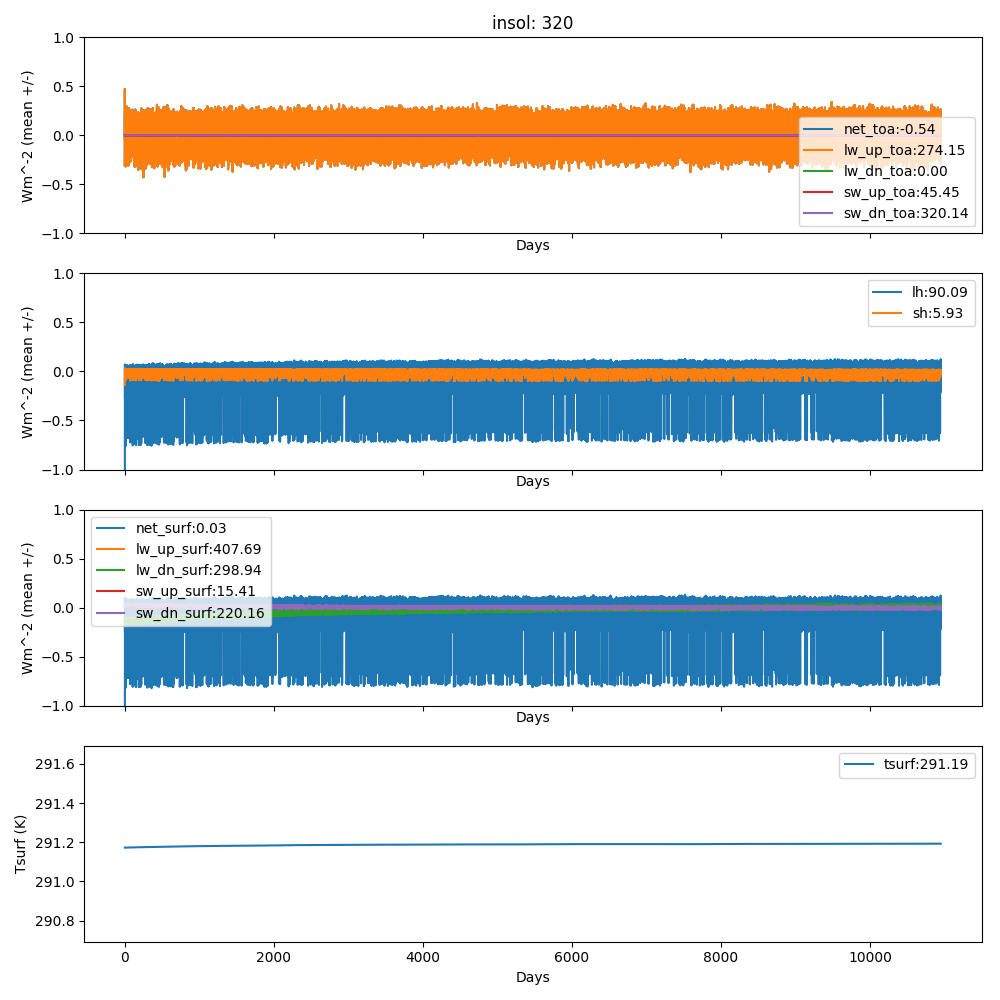 insol: 320
1.0
0.5
0.0
−0.5
−1.0
Wm^-2 (mean +/-)
net_toa:-0.54
lw_up_toa:274.15
lw_dn_toa:0.00
sw_up_toa:45.45
sw_dn_toa:320.14
Days
1.0
0.5
0.0
−0.5
−1.0
Wm^-2 (mean +/-)
lh:90.09
sh:5.93
Days
1.0
0.5
0.0
−0.5
−1.0
Wm^-2 (mean +/-)
net_surf:0.03
lw_up_surf:407.69
lw_dn_surf:298.94
sw_up_surf:15.41
sw_dn_surf:220.16
Days
291.6
291.4
291.2
291.0
290.8
Tsurf (K)
tsurf:291.19
0 2000 4000 6000 8000 10000
Days